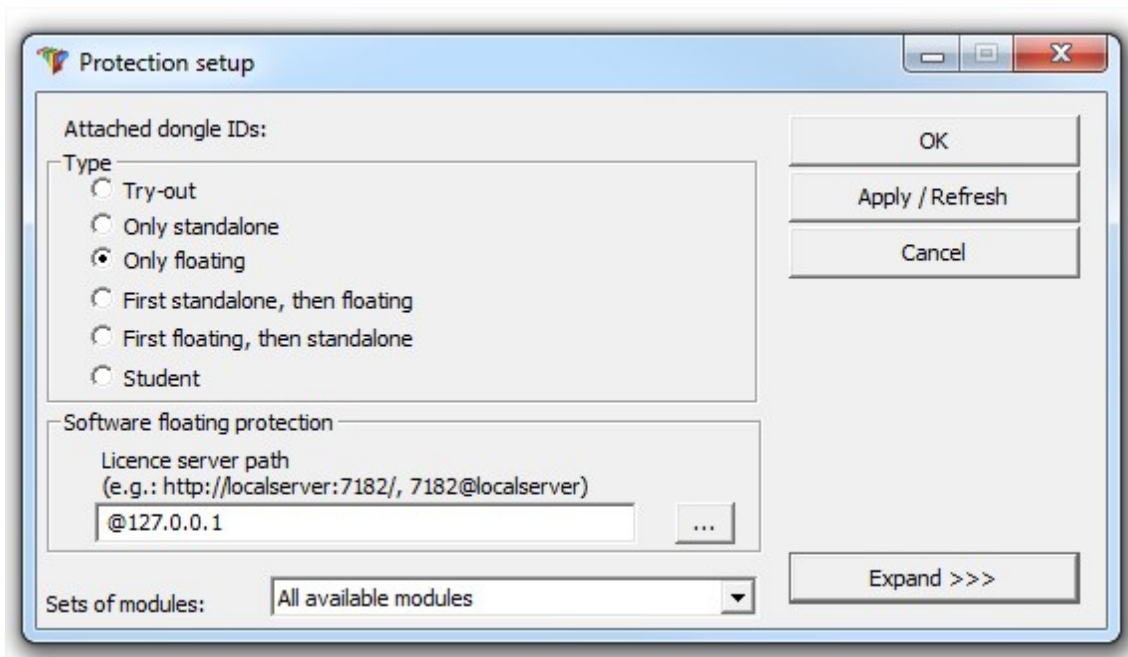 Protection setup
Attached dongle IDs:
OK
Type
Try-out
Apply / Refresh
Only standalone
Only floating
Cancel
First standalone, then floating
First floating, then standalone
Student
Software floating protection
Licence server path
(e.g.: http://localserver:7182/, 7182@localserver)
@127.0.0.1
...
Expand >>>
Sets of modules:
All available modules